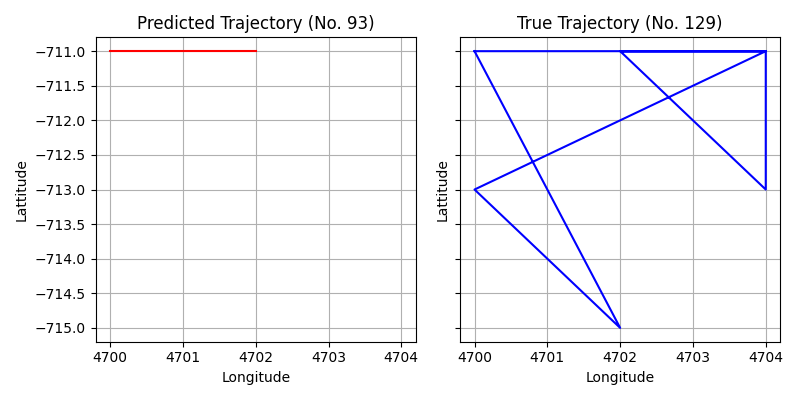 Predicted Trajectory (No. 93)
Lattitude
−711.0
−711.5
−712.0
−712.5
−713.0
−713.5
−714.0
−714.5
−715.0
4700 4701 4702 4703 4704
Longitude
True Trajectory (No. 129)
Lattitude
4700 4701 4702 4703 4704
Longitude